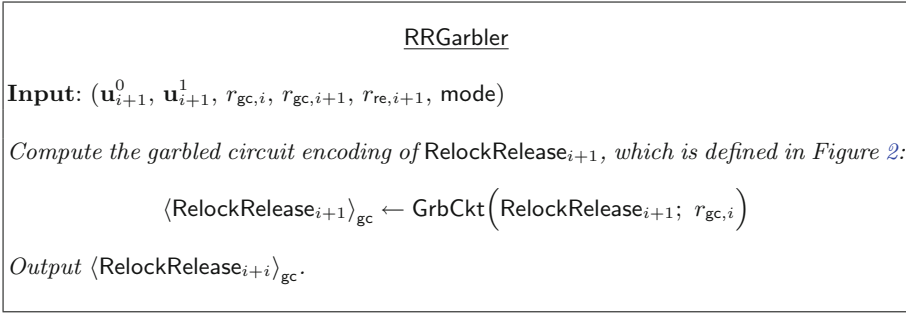 RRGarbler
Input: (u^0_{i+1}, u^1_{i+1}, r_{gc,i}, r_{gc,i+1}, r_{re,i+1}, mode)
Compute the garbled circuit encoding of RelockRelease_{i+1}, which is defined in Figure 2:
⟨RelockRelease_{i+1}⟩_{gc} ← GrbCkt(RelockRelease_{i+1}; r_{gc,i})
Output ⟨RelockRelease_{i+i}⟩_{gc}.